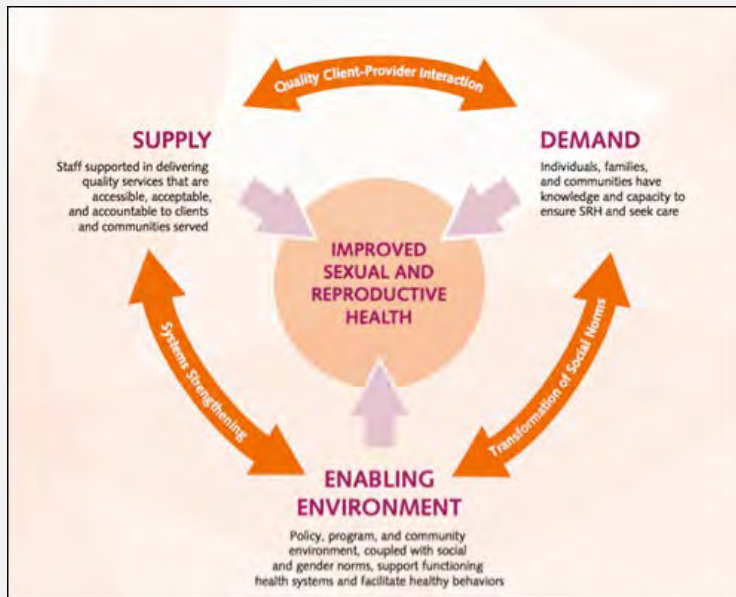 Quality Client-Provider Interaction
SUPPLY
Staff supported in delivering
quality services that are
accessible, acceptable,
and accountable to clients
and communities served
DEMAND
Individuals, families,
and communities have
knowledge and capacity to
ensure SRH and seek care
IMPROVED
SEXUAL AND
REPRODUCTIVE
HEALTH
Systems Strengthening
Transformation of Social Norms
ENABLING
ENVIRONMENT
Policy, program, and community
environment, coupled with social
and gender norms, support functioning
health systems and facilitate healthy behaviors